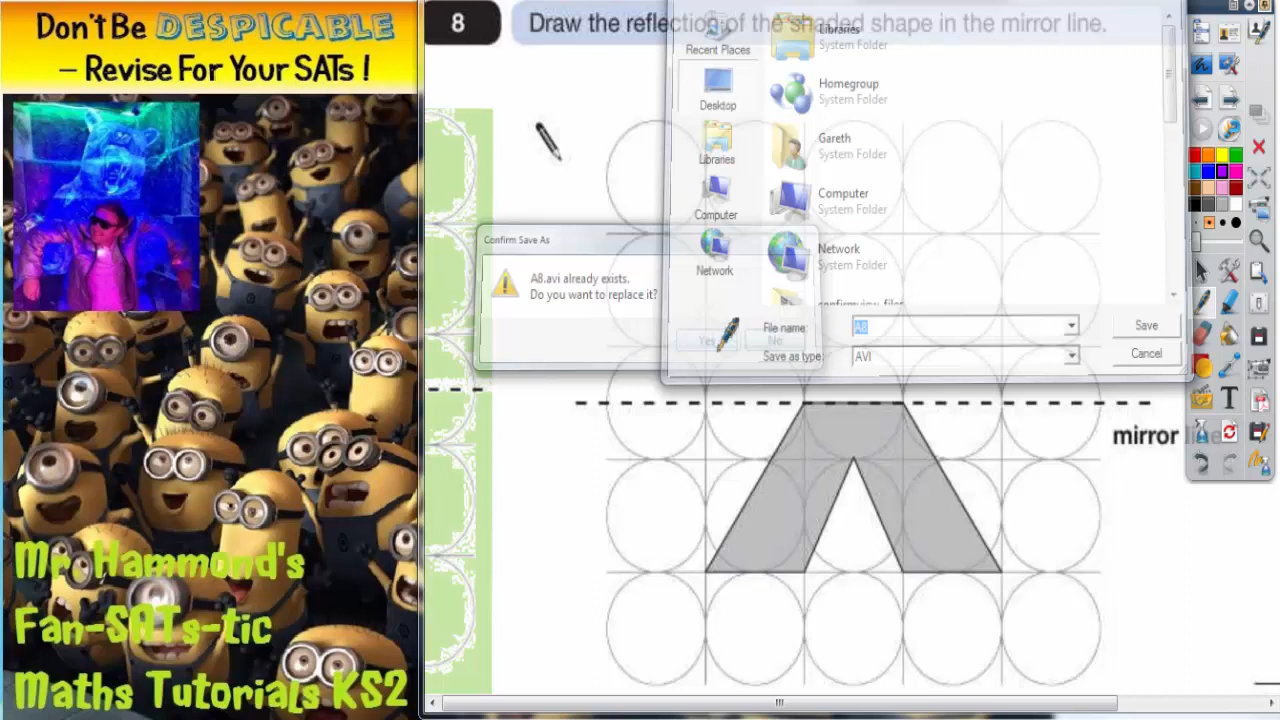 Don't Be DESPICABLE
– Revise For Your SATs !
Mr. Hammond's
Fan-SATs-tic
Maths Tutorials KS2
8
Draw the reflection of the shaded shape in the mirror line.
Recent Places
Desktop
Libraries
Computer
Network
Libraries
System Folder
Homegroup
System Folder
Gareth
System Folder
Computer
System Folder
Network
System Folder
Confirm Save As
A8.avi already exists.
Do you want to replace it?
Yes
No
File name:
A8
Save
Save as type:
AVI
Cancel
mirror line